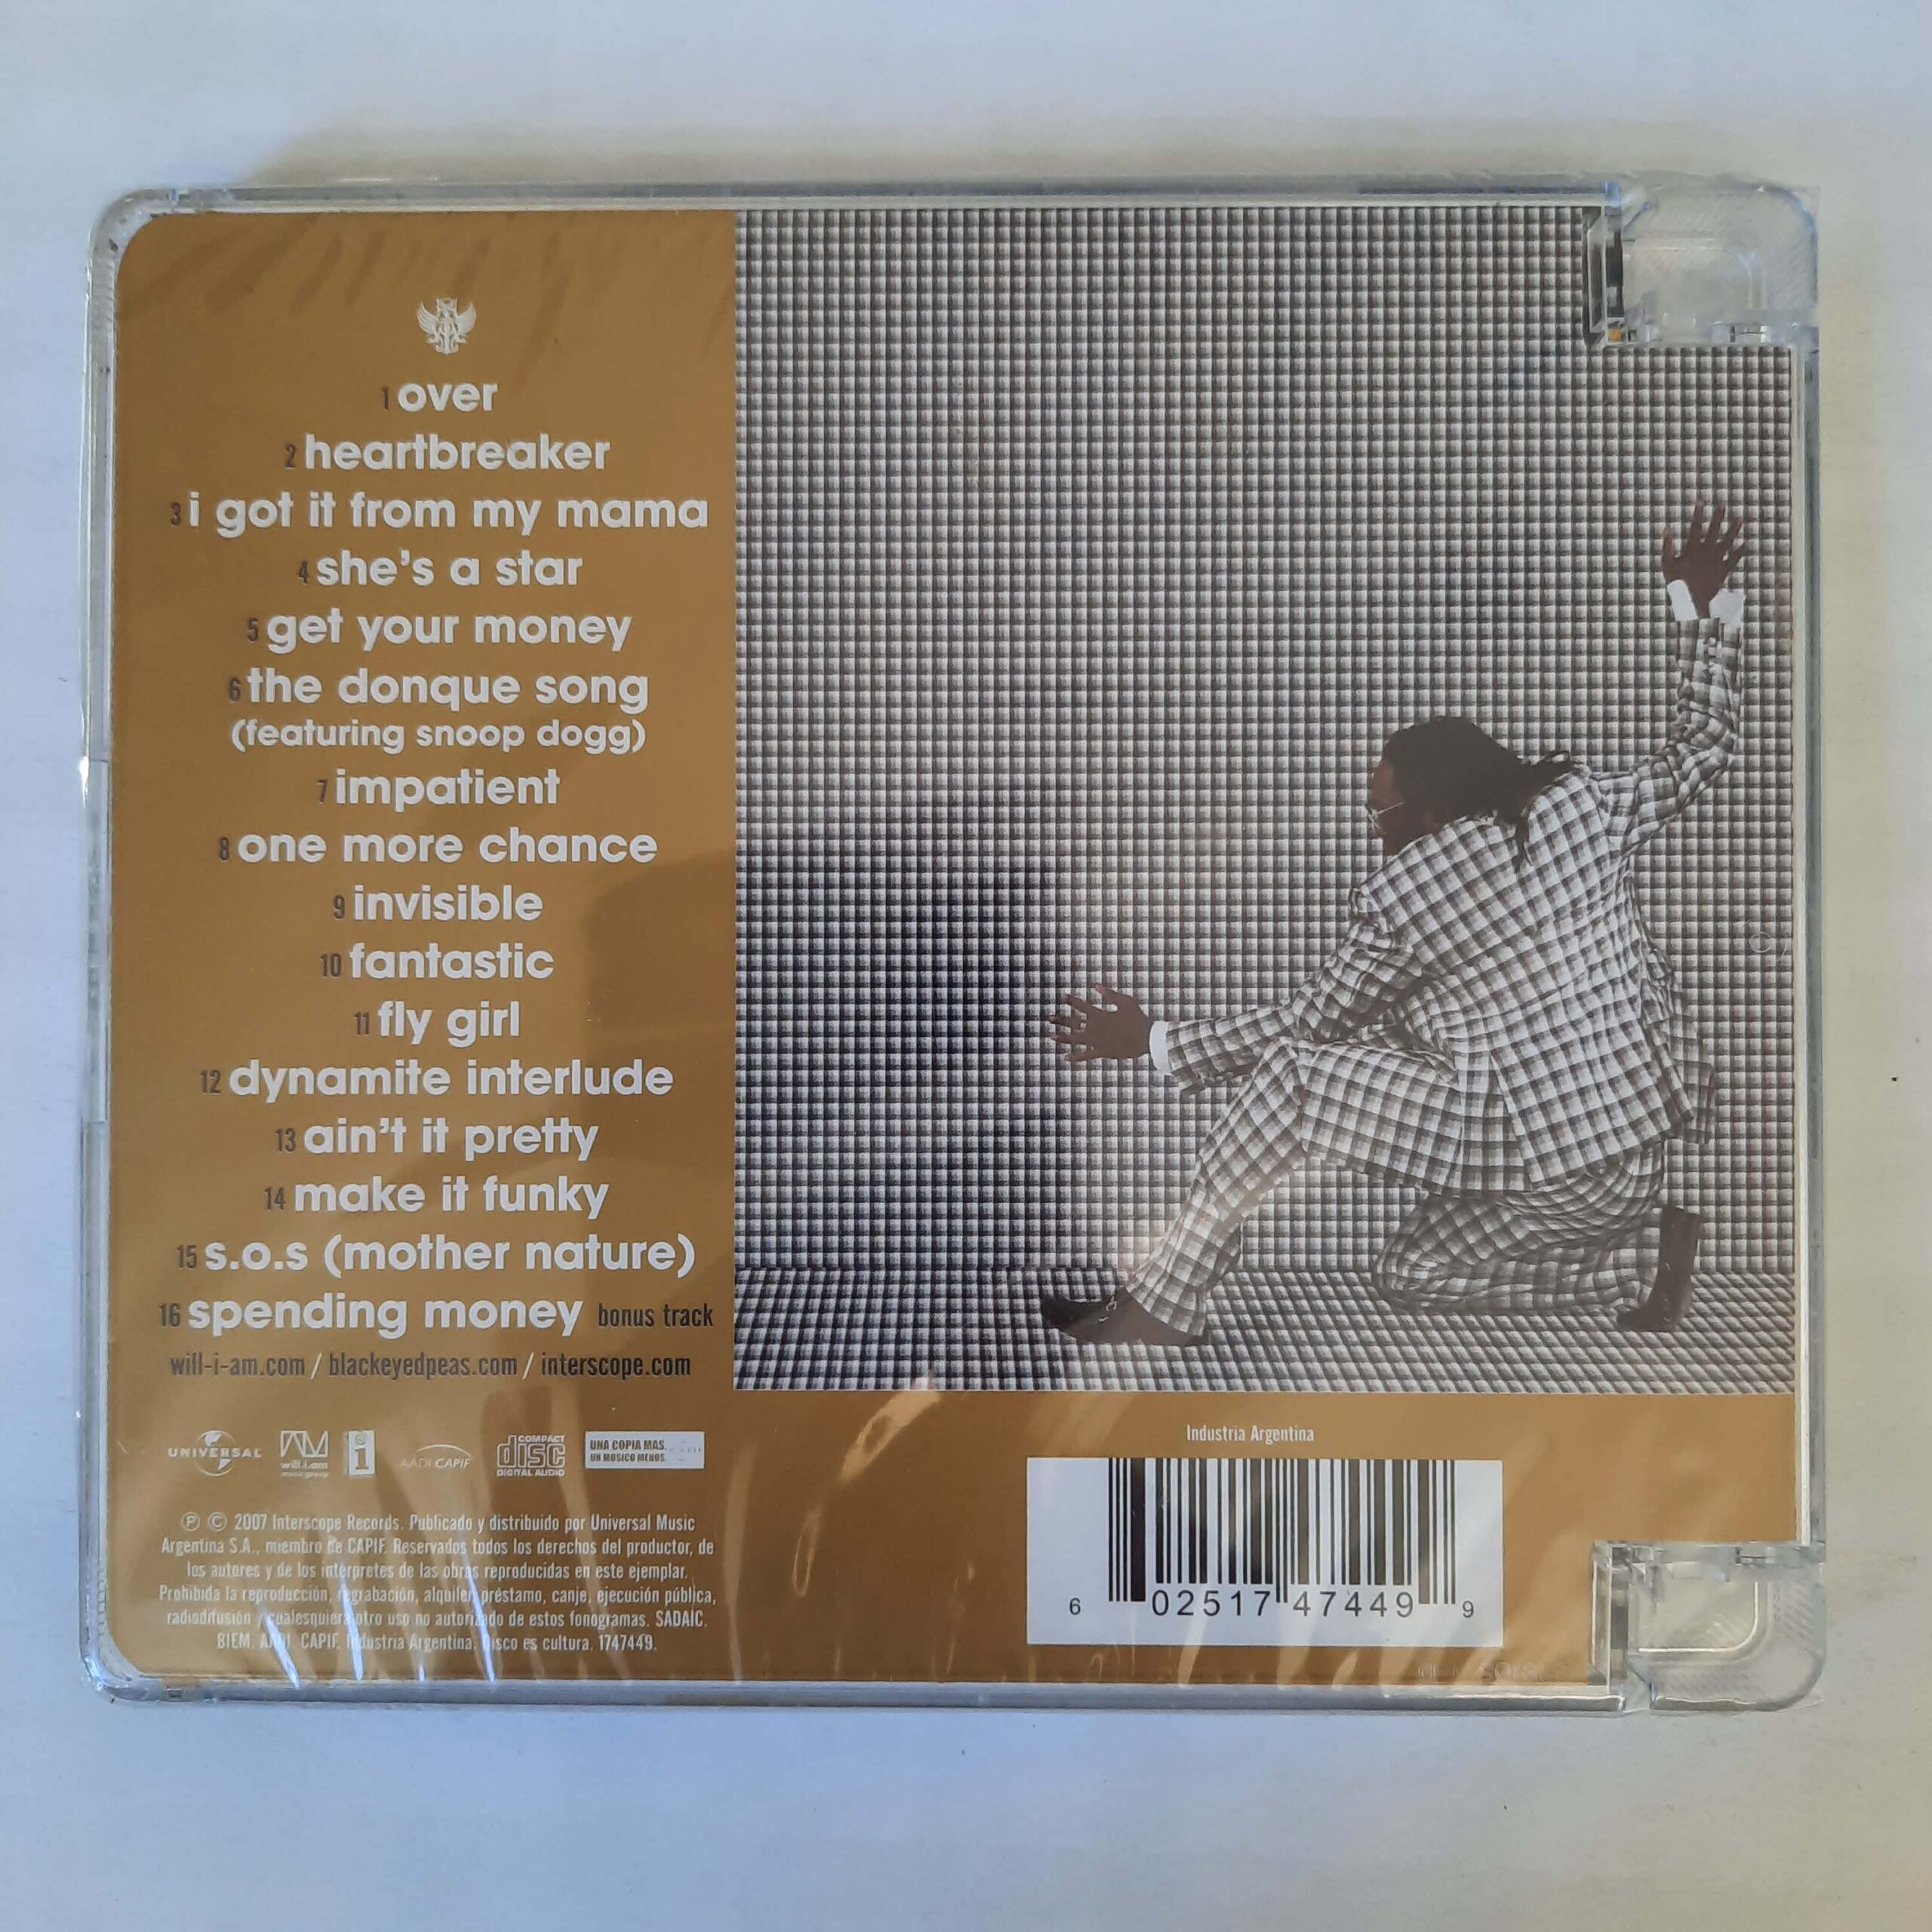 1 over
2 heartbreaker
3 i got it from my mama
4 she's a star
5 get your money
6 the donque song
(featuring snoop dogg)
7 impatient
8 one more chance
9 invisible
10 fantastic
11 fly girl
12 dynamite interlude
13 ain't it pretty
14 make it funky
15 s.o.s (mother nature)
16 spending money bonus track
will-i-am.com / blackeyedpeas.com / interscope.com
UNIVERSAL
will.i.am
music group
i
AADI CAPIF
COMPACT
disc
DIGITAL AUDIO
UNA COPIA MAS.
UN MUSICO MENOS.
CAPIF
℗ © 2007 Interscope Records. Publicado y distribuido por Universal Music
Argentina S.A., miembro de CAPIF. Reservados todos los derechos del productor, de
los autores y de los intérpretes de las obras reproducidas en este ejemplar.
Prohibida la reproducción, regrabación, alquiler, préstamo, canje, ejecución pública,
radiodifusión y cualesquiera otro uso no autorizado de estos fonogramas. SADAIC.
BIEM. AADI. CAPIF. Industria Argentina. Disco es cultura. 1747449.
Industria Argentina
6 02517 47449 9